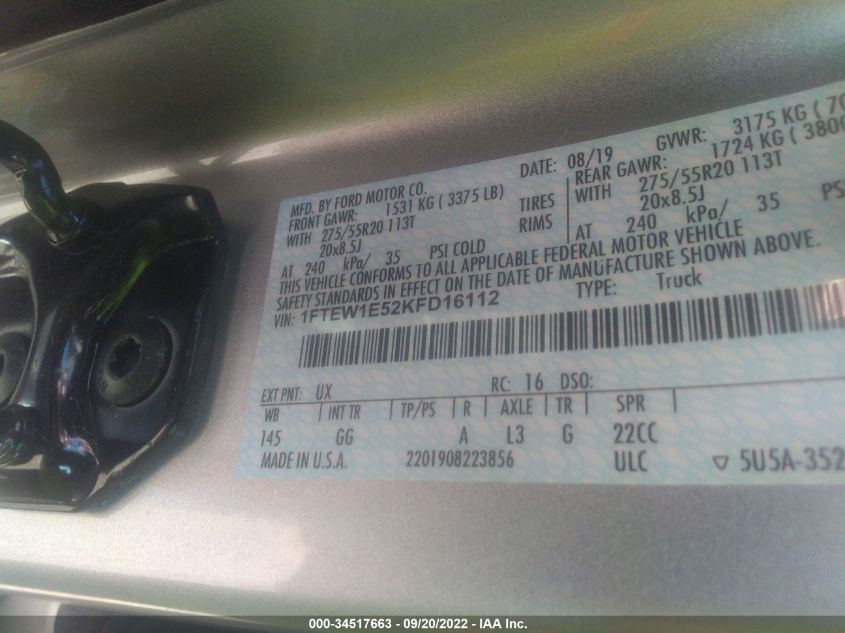 MFD. BY FORD MOTOR CO. DATE: 08/19 GVWR: 3175 KG ( 70
FRONT GAWR: 1531 KG ( 3375 LB) REAR GAWR: 1724 KG ( 3800
WITH 275/55R20 113T TIRES WITH 275/55R20 113T
20x8.5J RIMS 20x8.5J
AT 240 kPa/ 35 PSI COLD AT 240 kPa/ 35 PS
THIS VEHICLE CONFORMS TO ALL APPLICABLE FEDERAL MOTOR VEHICLE
SAFETY STANDARDS IN EFFECT ON THE DATE OF MANUFACTURE SHOWN ABOVE.
VIN: 1FTEW1E52KFD16112 TYPE: Truck
EXT PNT: UX RC: 16 DSO:
WB INT TR TP/PS R AXLE TR SPR
145 GG A L3 G 22CC
MADE IN U.S.A. 2201908223856 ULC ▽ 5U5A-352
000-34517663 - 09/20/2022 - IAA Inc.